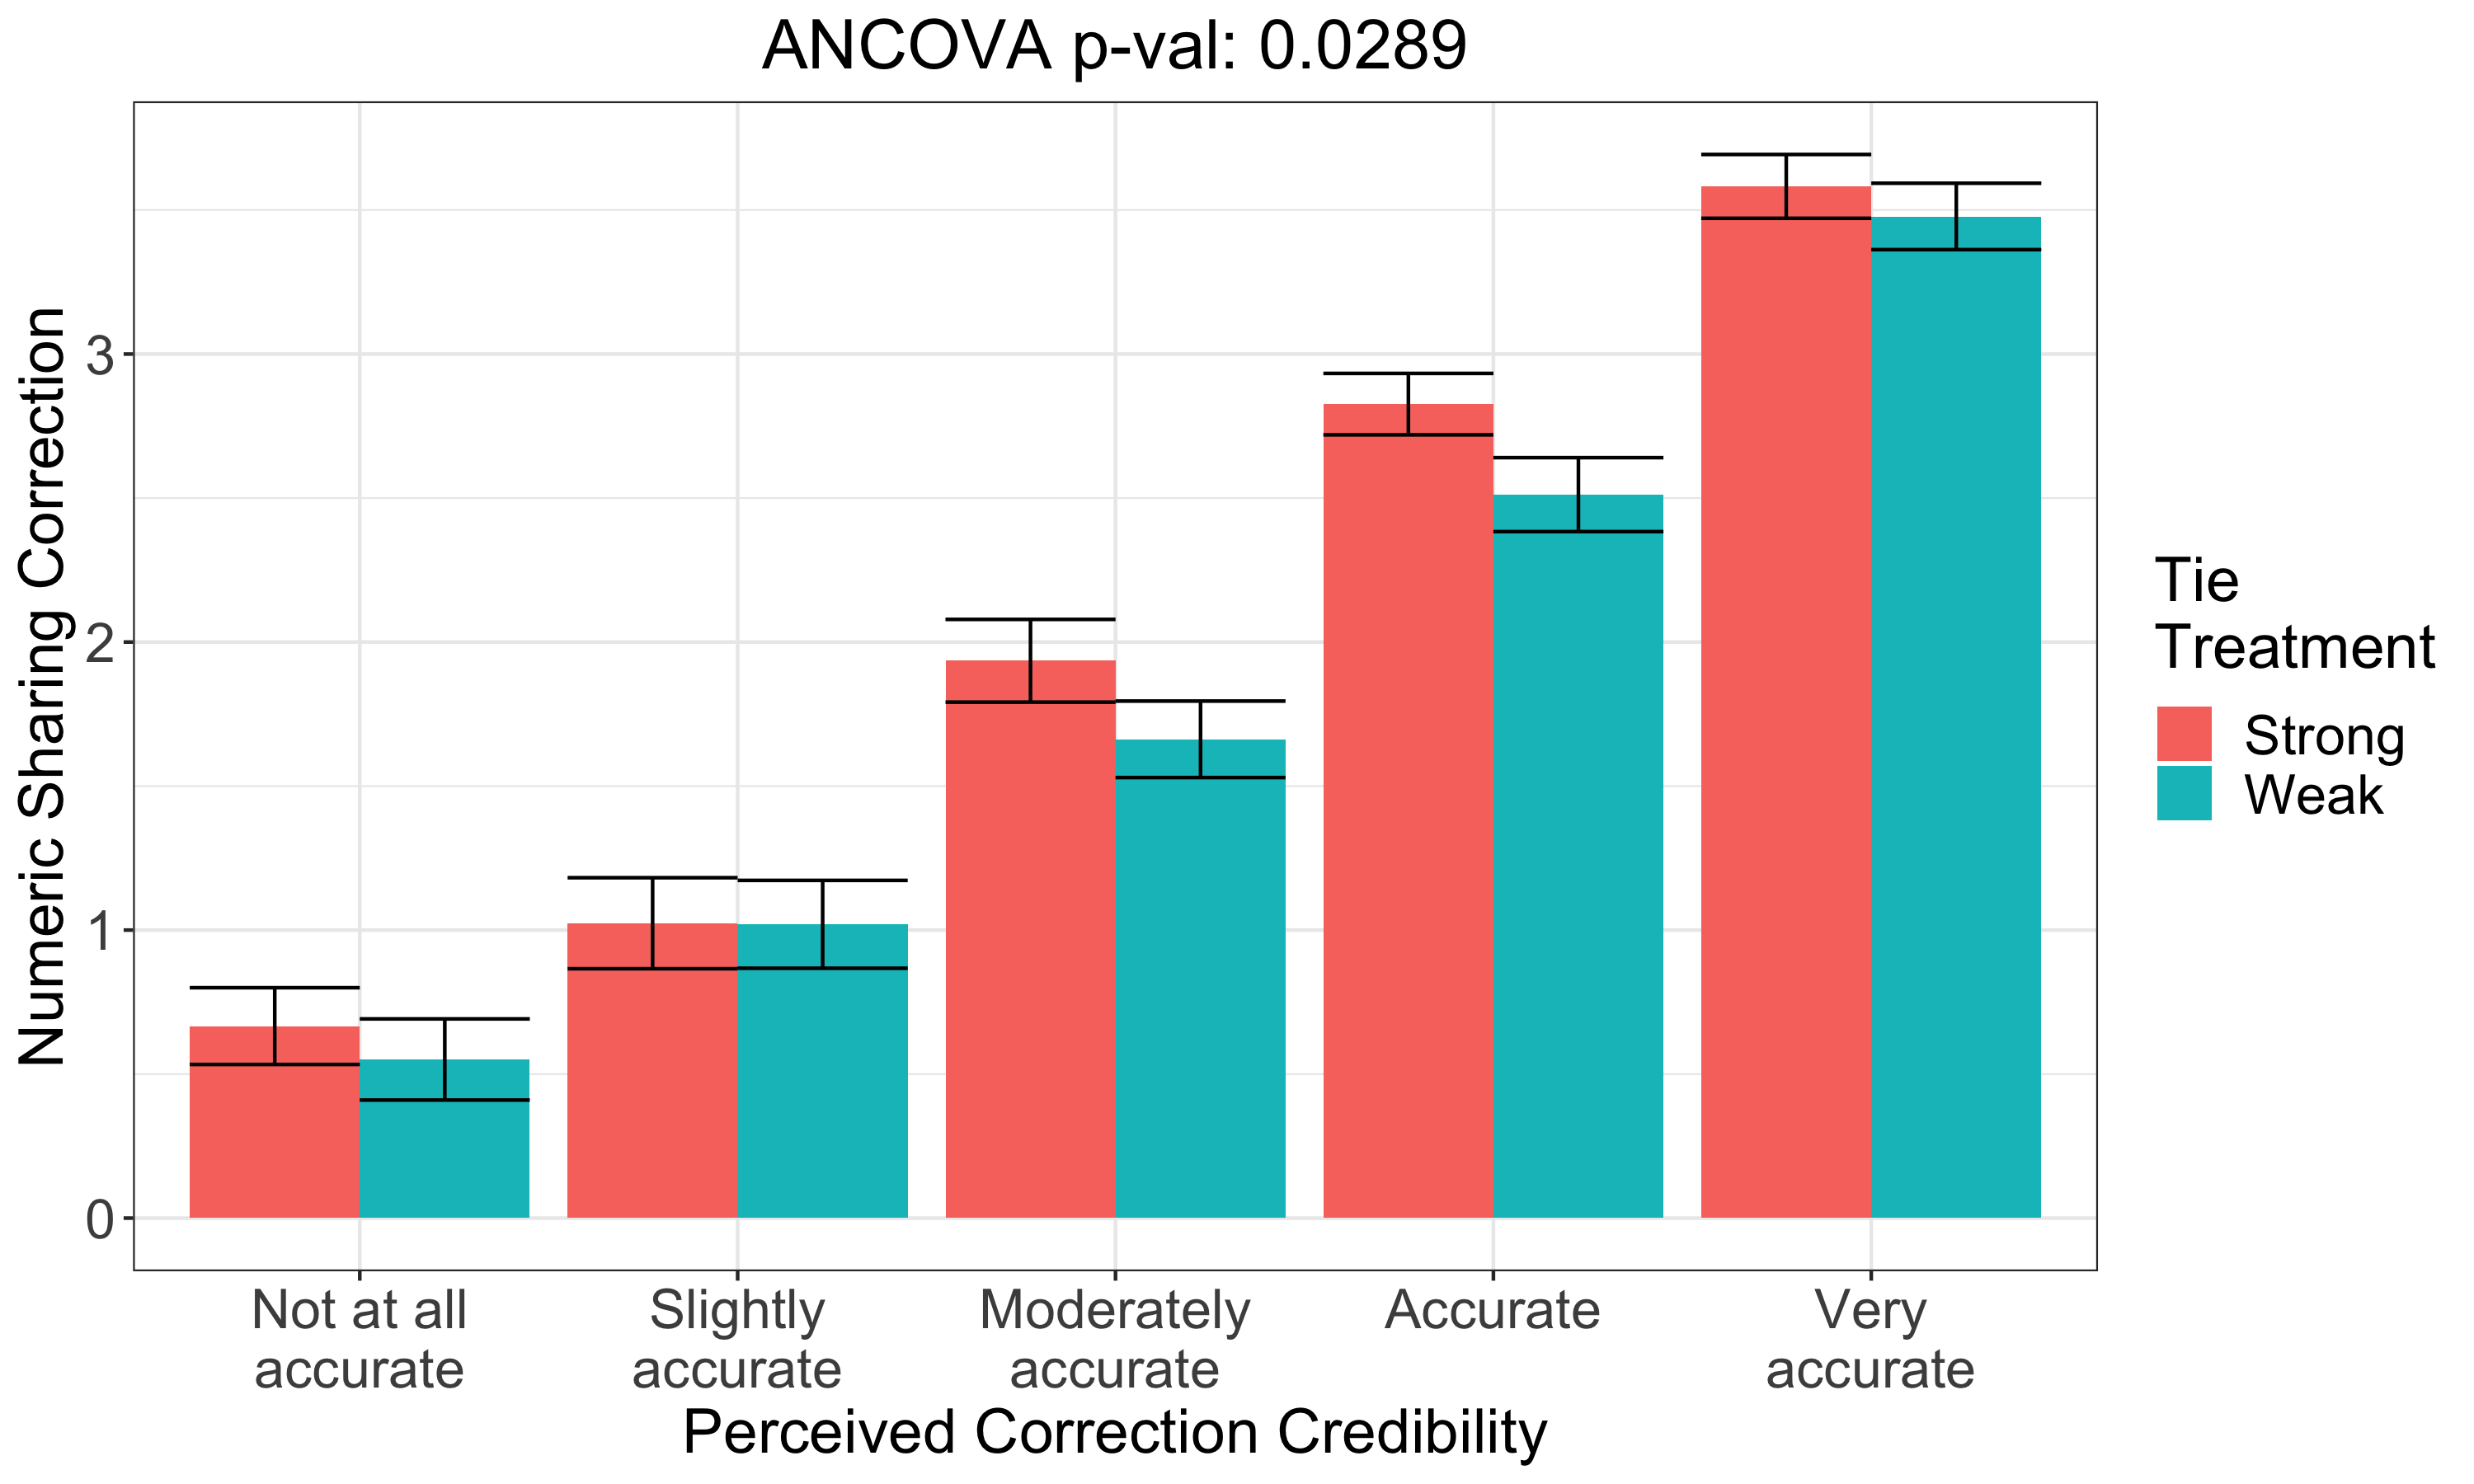 ANCOVA p-val: 0.0289
Numeric Sharing Correction
3
2
1
0
Not at all
accurate
Slightly
accurate
Moderately
accurate
Accurate
Very
accurate
Perceived Correction Credibility
Tie
Treatment
Strong
Weak